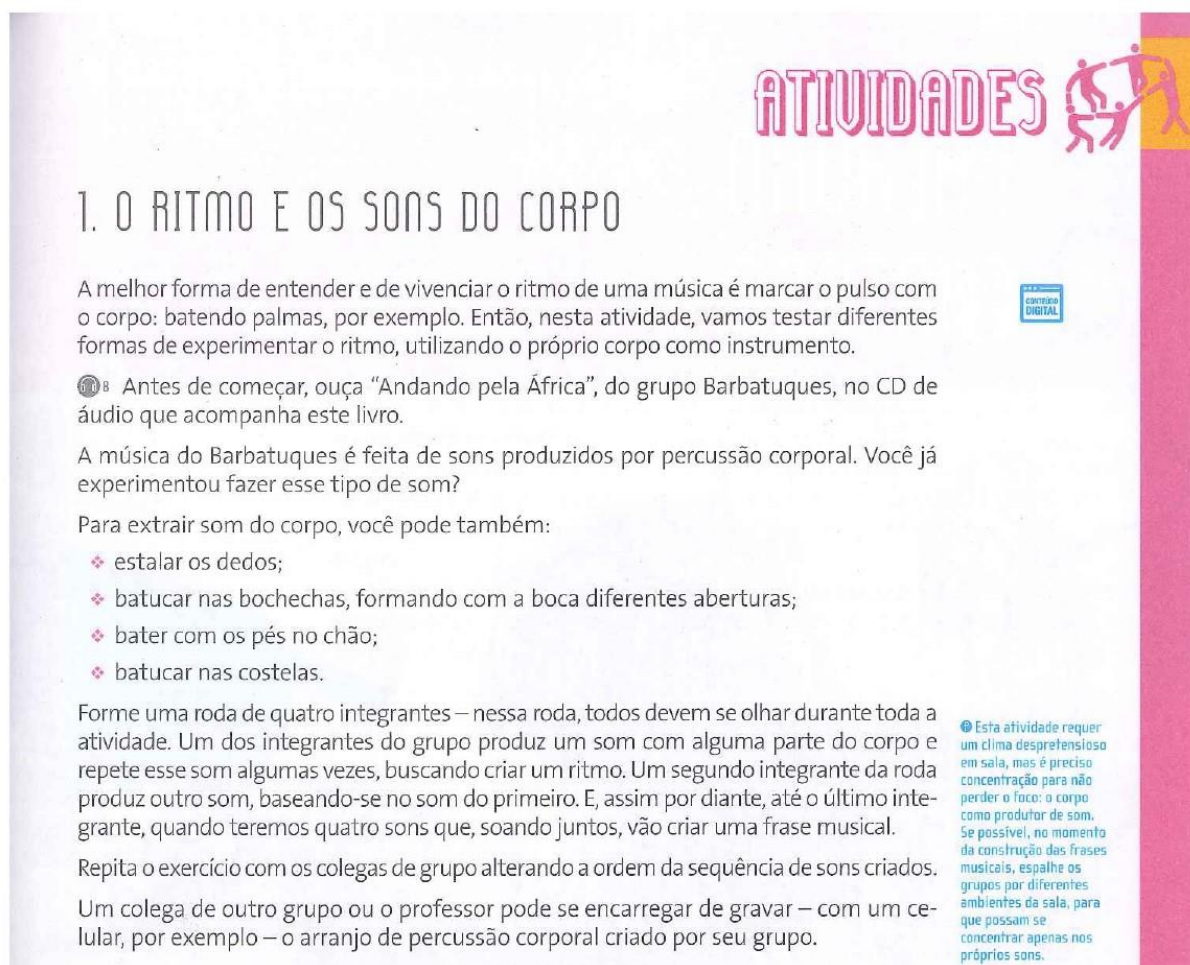 ATIVIDADES
1. O RITMO E OS SONS DO CORPO
A melhor forma de entender e de vivenciar o ritmo de uma música é marcar o pulso com
o corpo: batendo palmas, por exemplo. Então, nesta atividade, vamos testar diferentes
formas de experimentar o ritmo, utilizando o próprio corpo como instrumento.
CONTEÚDO
DIGITAL
8 Antes de começar, ouça “Andando pela África”, do grupo Barbatuques, no CD de
áudio que acompanha este livro.
A música do Barbatuques é feita de sons produzidos por percussão corporal. Você já
experimentou fazer esse tipo de som?
Para extrair som do corpo, você pode também:
❖ estalar os dedos;
❖ batucar nas bochechas, formando com a boca diferentes aberturas;
❖ bater com os pés no chão;
❖ batucar nas costelas.
Forme uma roda de quatro integrantes – nessa roda, todos devem se olhar durante toda a
atividade. Um dos integrantes do grupo produz um som com alguma parte do corpo e
repete esse som algumas vezes, buscando criar um ritmo. Um segundo integrante da roda
produz outro som, baseando-se no som do primeiro. E, assim por diante, até o último inte-
grante, quando teremos quatro sons que, soando juntos, vão criar uma frase musical.
Repita o exercício com os colegas de grupo alterando a ordem da sequência de sons criados.
Um colega de outro grupo ou o professor pode se encarregar de gravar – com um ce-
lular, por exemplo – o arranjo de percussão corporal criado por seu grupo.
Esta atividade requer
um clima despretensioso
em sala, mas é preciso
concentração para não
perder o foco: o corpo
como produtor de som.
Se possível, no momento
da construção das frases
musicais, espalhe os
grupos por diferentes
ambientes da sala, para
que possam se
concentrar apenas nos
próprios sons.